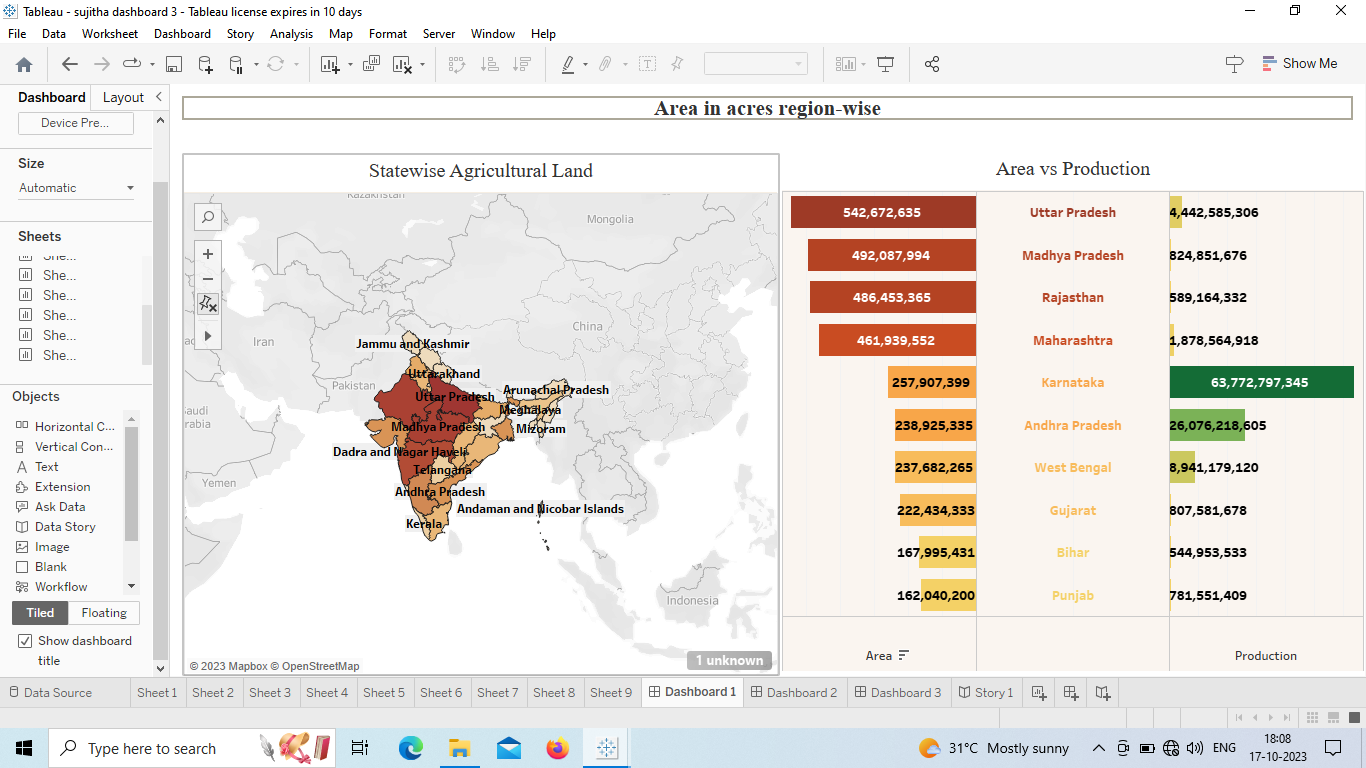 Tableau - sujitha dashboard 3 - Tableau license expires in 10 days
File Data Worksheet Dashboard Story Analysis Map Format Server Window Help
Show Me
Dashboard Layout
Device Pre...
Size
Automatic
Sheets
She...
She...
She...
She...
She...
She...
Objects
Horizontal C...
Vertical Con...
Text
Extension
Ask Data
Data Story
Image
Blank
Workflow
Tiled Floating
Show dashboard
title
Area in acres region-wise
Statewise Agricultural Land
Kazakhstan
Mongolia
China
Iran
Pakistan
Saudi
Arabia
Yemen
Indonesia
Jammu and Kashmir
Uttarakhand
Arunachal Pradesh
Uttar Pradesh
Meghalaya
Madhya Pradesh
Mizoram
Dadra and Nagar Haveli
Telangana
Andhra Pradesh
Andaman and Nicobar Islands
Kerala
© 2023 Mapbox © OpenStreetMap
1 unknown
Area vs Production
542,672,635 Uttar Pradesh 4,442,585,306
492,087,994 Madhya Pradesh 824,851,676
486,453,365 Rajasthan 589,164,332
461,939,552 Maharashtra 1,878,564,918
257,907,399 Karnataka 63,772,797,345
238,925,335 Andhra Pradesh 26,076,218,605
237,682,265 West Bengal 8,941,179,120
222,434,333 Gujarat 807,581,678
167,995,431 Bihar 544,953,533
162,040,200 Punjab 781,551,409
Area Production
Data Source Sheet 1 Sheet 2 Sheet 3 Sheet 4 Sheet 5 Sheet 6 Sheet 7 Sheet 8 Sheet 9 Dashboard 1 Dashboard 2 Dashboard 3 Story 1
Type here to search
31°C Mostly sunny
ENG
18:08
17-10-2023